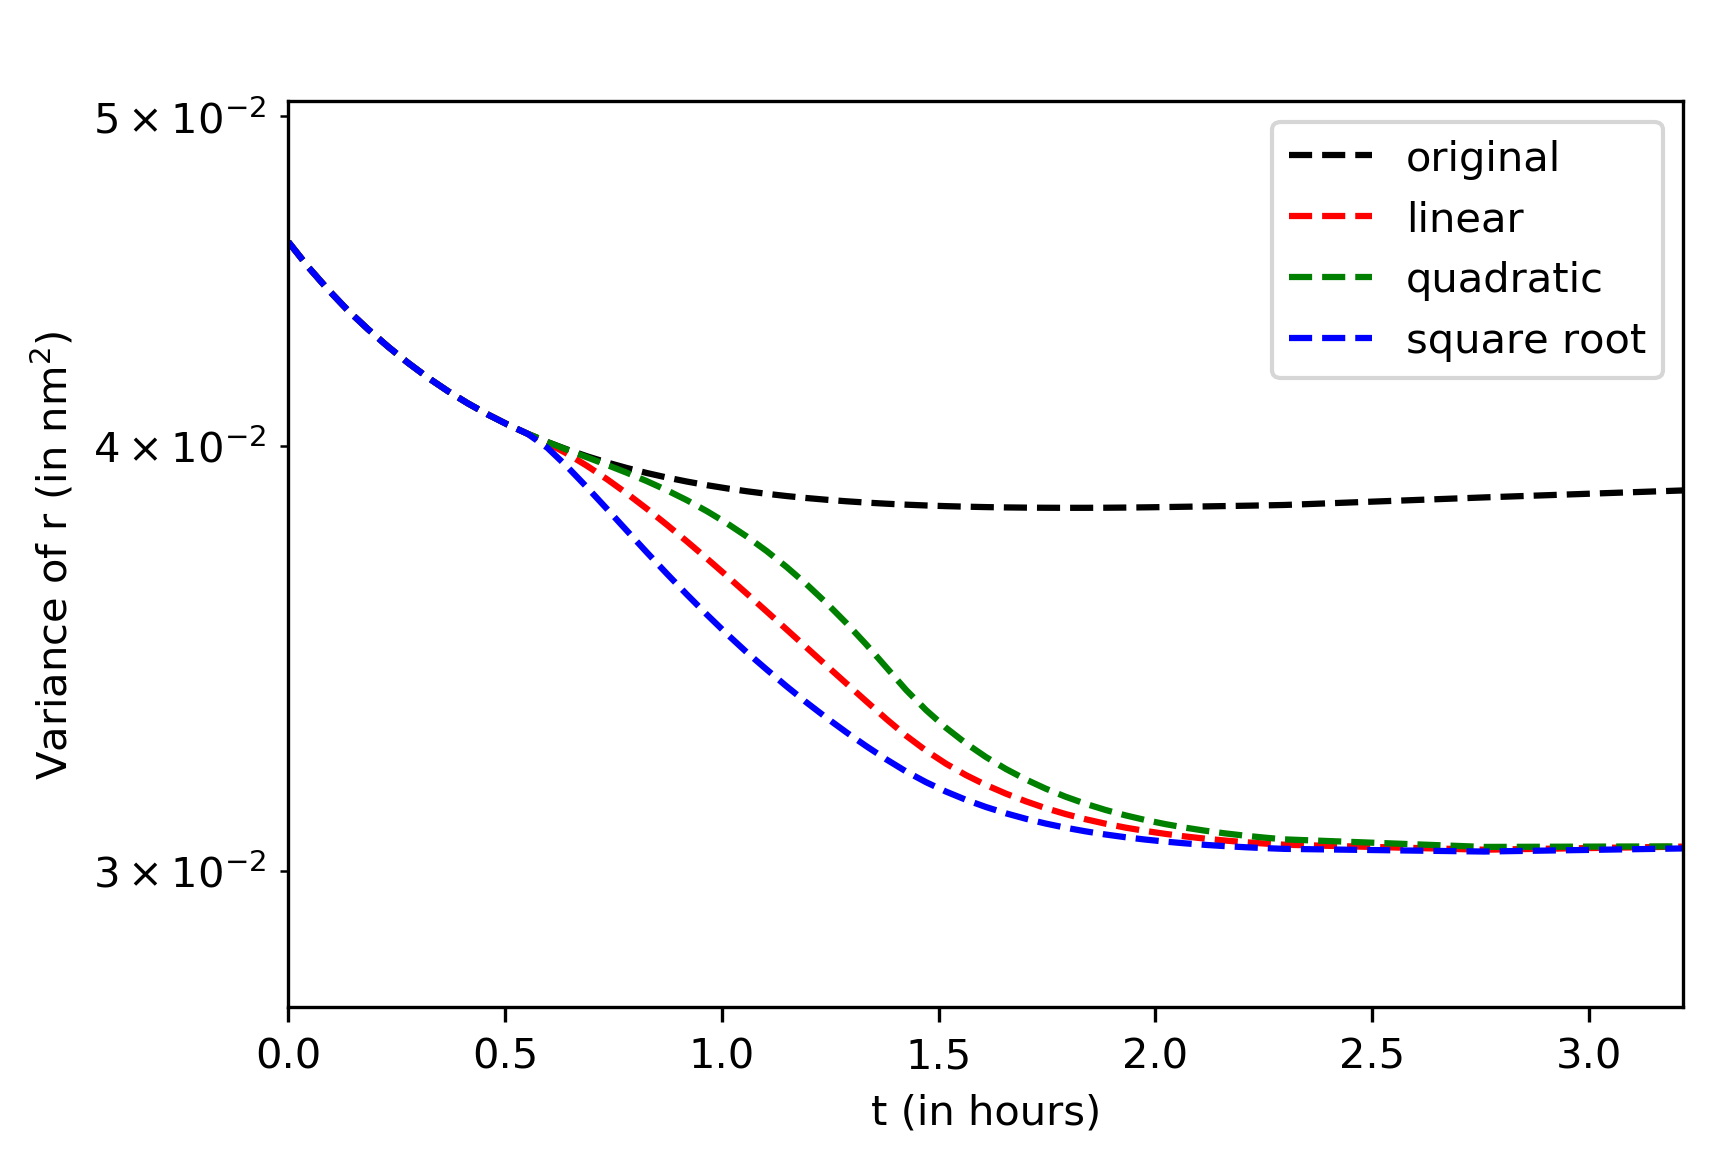 5 × 10⁻²
4 × 10⁻²
3 × 10⁻²
Variance of r (in nm²)
original
linear
quadratic
square root
0.0 0.5 1.0 1.5 2.0 2.5 3.0
t (in hours)